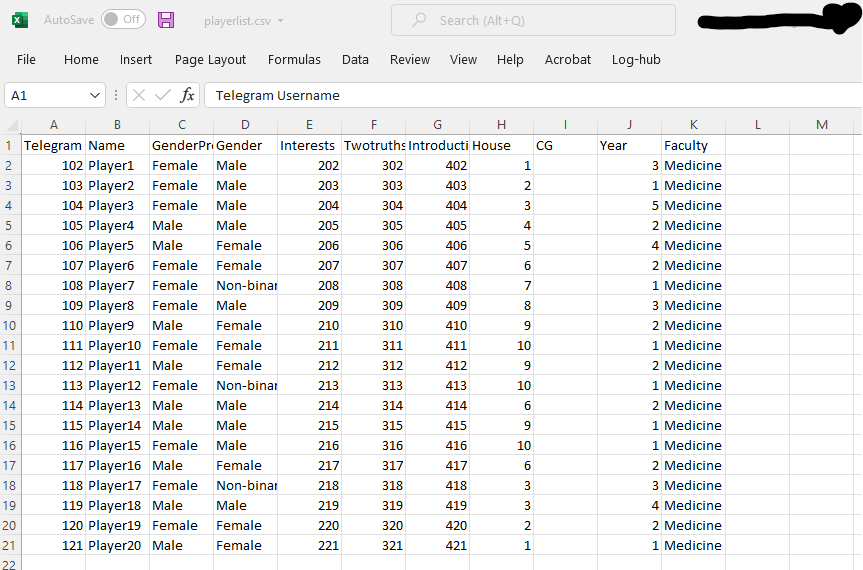 AutoSave Off playerlist.csv Search (Alt+Q)
File Home Insert Page Layout Formulas Data Review View Help Acrobat Log-hub
A1 fx Telegram Username
A B C D E F G H I J K L M
1 Telegram Name GenderPr Gender Interests Twotruths Introducti House CG Year Faculty
2 102 Player1 Female Male 202 302 402 1 3 Medicine
3 103 Player2 Female Male 203 303 403 2 1 Medicine
4 104 Player3 Female Male 204 304 404 3 5 Medicine
5 105 Player4 Male Male 205 305 405 4 2 Medicine
6 106 Player5 Male Female 206 306 406 5 4 Medicine
7 107 Player6 Female Female 207 307 407 6 2 Medicine
8 108 Player7 Female Non-binar 208 308 408 7 1 Medicine
9 109 Player8 Female Male 209 309 409 8 3 Medicine
10 110 Player9 Male Female 210 310 410 9 2 Medicine
11 111 Player10 Female Female 211 311 411 10 1 Medicine
12 112 Player11 Male Female 212 312 412 9 2 Medicine
13 113 Player12 Female Non-binar 213 313 413 10 1 Medicine
14 114 Player13 Male Male 214 314 414 6 2 Medicine
15 115 Player14 Male Male 215 315 415 9 1 Medicine
16 116 Player15 Female Male 216 316 416 10 1 Medicine
17 117 Player16 Male Female 217 317 417 6 2 Medicine
18 118 Player17 Female Non-binar 218 318 418 3 3 Medicine
19 119 Player18 Male Male 219 319 419 3 4 Medicine
20 120 Player19 Female Female 220 320 420 2 2 Medicine
21 121 Player20 Male Female 221 321 421 1 1 Medicine
22